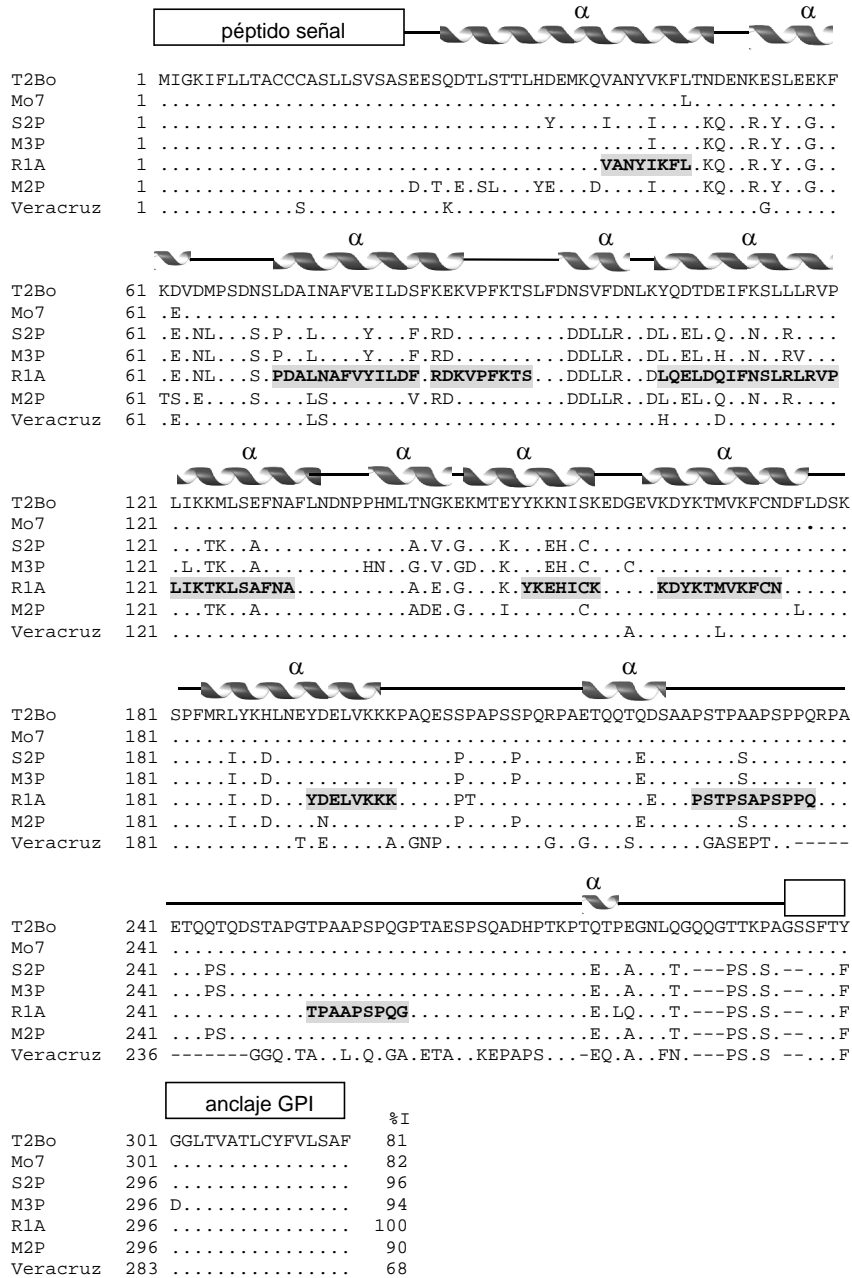 péptido señal α α
T2Bo 1 MIGKIFLLTACCCASLLSVSASEESQDTLSTTLHDEMKQVANYVKFLTNDENKESLEEKF
Mo7 1 ..............................................L.............
S2P 1 ..................................Y....I...I....KQ..R.Y..G..
M3P 1 ...........................................I....KQ..R.Y..G..
R1A 1 .......................................VANYIKFL.KQ..R.Y..G..
M2P 1 ......................D.T.E.SL...YE...D....I....KQ..R.Y..G..
Veracruz 1 ............S............K...........................G......
α α α
T2Bo 61 KDVDMPSDNSLDAINAFVEILDSFKEKVPFKTSLFDNSVFDNLKYQDTDEIFKSLLLRVP
Mo7 61 .E..........................................................
S2P 61 .E.NL...S.P..L....Y...F.RD..........DDLLR..DL.EL.Q..N..R....
M3P 61 .E.NL...S.P..L....Y...F.RD..........DDLLR..DL.EL.H..N..RV...
R1A 61 .E.NL...S.PDALNAFVYILDF.RDKVPFKTS...DDLLR..DLQELDQIFNSLRLRVP
M2P 61 TS.E....S....LS.......V.RD..........DDLLR..DL.EL.Q..N..R....
Veracruz 61 .E...........LS.............................H....D..........
α α α α
T2Bo 121 LIKKMLSEFNAFLNDNPPHMLTNGKEKMTEYYKKNISKEDGEVKDYKTMVKFCNDFLDSK
Mo7 121 ............................................................
S2P 121 ...TK..A.............A.V.G...K...EH.C.......................
M3P 121 .L.TK..A.........HN..G.V.GD..K...EH.C...C...................
R1A 121 LIKTKLSAFNA..........A.E.G...K.YKEHICK.....KDYKTMVKFCN......
M2P 121 ...TK..A.............ADE.G...I......C..................L....
Veracruz 121 ........................................A.......L...........
α α
T2Bo 181 SPFMRLYKHLNEYDELVKKKPAQESSPAPSSPQRPAETQQTQDSAAPSTPAAPSPPQRPA
Mo7 181 ............................................................
S2P 181 .....I..D................P....P..........E........S.........
M3P 181 .....I..D................P....P..........E........S.........
R1A 181 .....I..D...YDELVKKK.....PT...............E...PSTPSAPSPPQ...
M2P 181 .....I..D....N...........P....P..........E........S.........
Veracruz 181 ...........T.E.....A.GNP........G..G...S......GASEPT..-----
α
T2Bo 241 ETQQTQDSTAPGTPAAPSPQGPTAESPSQADHPTKPTQTPEGNLQGQQGTTKPAGSSFTY
Mo7 241 ............................................................
S2P 241 ...PS................................E..A...T.---PS.S.--...F
M3P 241 ...PS................................E..A...T.---PS.S.--...F
R1A 241 ............TPAAPSPQG................E.LQ...T.---PS.S.--...F
M2P 241 ...PS................................E..A...T.---PS.S.--...F
Veracruz 236 -------GGQ.TA..L.Q.GA.ETA..KEPAPS...-EQ.A..FN.---PS.S --...F
anclaje GPI
%I
T2Bo 301 GGLTVATLCYFVLSAF 81
Mo7 301 ................ 82
S2P 296 ................ 96
M3P 296 D............... 94
R1A 296 ................ 100
M2P 296 ................ 90
Veracruz 283 ................ 68